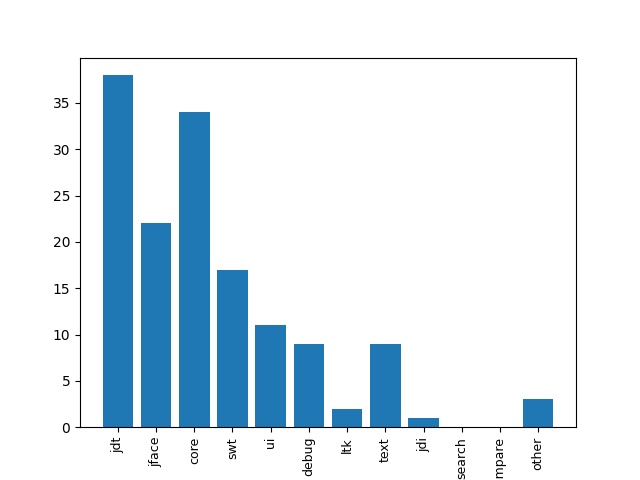 35
30
25
20
15
10
5
0
jdt
jface
core
swt
ui
debug
ltk
text
jdi
search
mpare
other